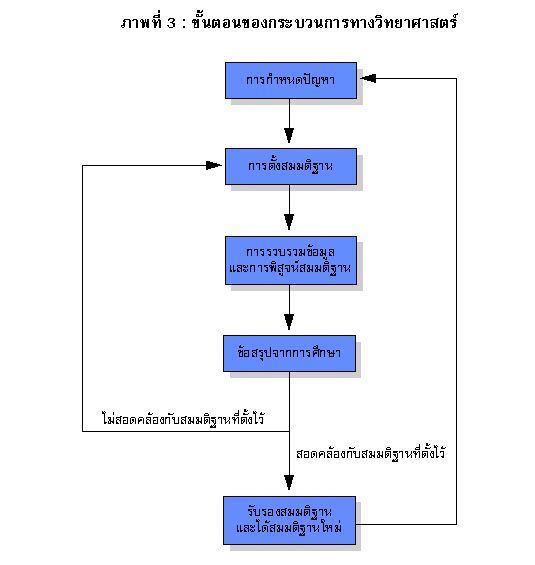 ภาพที่ 3 : ขั้นตอนของกระบวนการทางวิทยาศาสตร์
การกำหนดปัญหา
การตั้งสมมติฐาน
การรวบรวมข้อมูล
และการพิสูจน์สมมติฐาน
ข้อสรุปจากการศึกษา
ไม่สอดคล้องกับสมมติฐานที่ตั้งไว้
สอดคล้องกับสมมติฐานที่ตั้งไว้
รับรองสมมติฐาน
และได้สมมติฐานใหม่